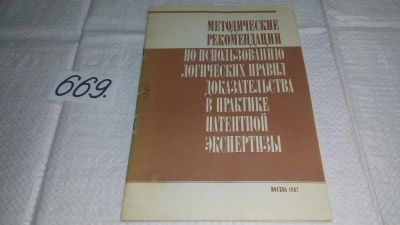 МЕТОДИЧЕСКИЕ
РЕКОМЕНДАЦИИ
ПО ИСПОЛЬЗОВАНИЮ
ЛОГИЧЕСКИХ ПРАВИЛ
ДОКАЗАТЕЛЬСТВА
В ПРАКТИКЕ
ПАТЕНТНОЙ
ЭКСПЕРТИЗЫ
МОСКВА 1987
669.